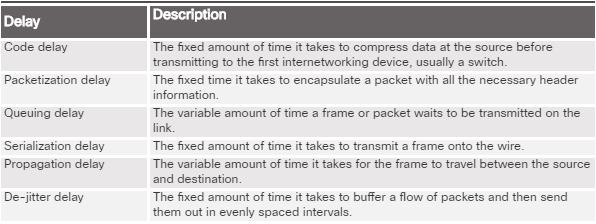 Delay Description
Code delay The fixed amount of time it takes to compress data at the source before
transmitting to the first internetworking device, usually a switch.
Packetization delay The fixed time it takes to encapsulate a packet with all the necessary header
information.
Queuing delay The variable amount of time a frame or packet waits to be transmitted on the
link.
Serialization delay The fixed amount of time it takes to transmit a frame onto the wire.
Propagation delay The variable amount of time it takes for the frame to travel between the source
and destination.
De-jitter delay The fixed amount of time it takes to buffer a flow of packets and then send
them out in evenly spaced intervals.